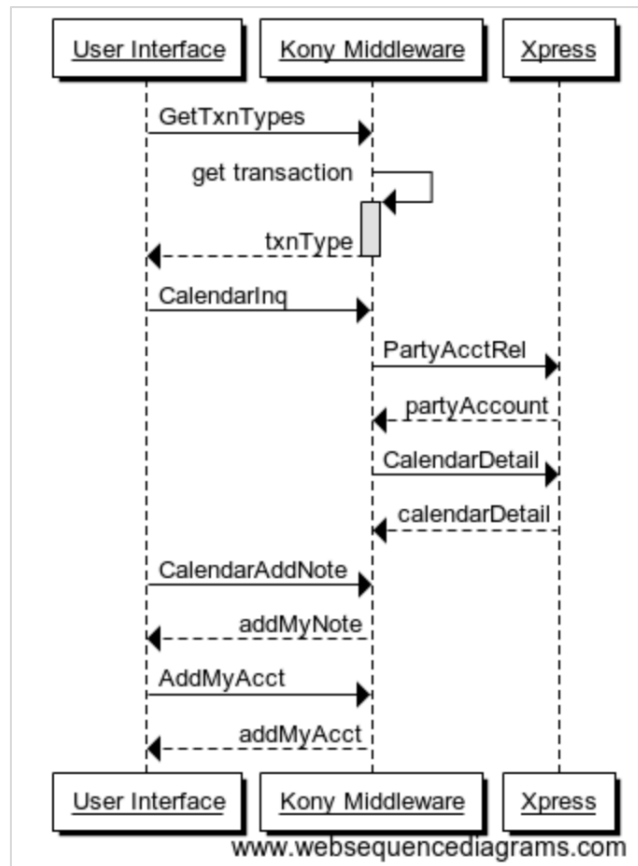 User Interface
Kony Middleware
Xpress
GetTxnTypes
get transaction
txnType
CalendarInq
PartyAcctRel
partyAccount
CalendarDetail
calendarDetail
CalendarAddNote
addMyNote
AddMyAcct
addMyAcct
User Interface
Kony Middleware
Xpress
www.websequencediagrams.com